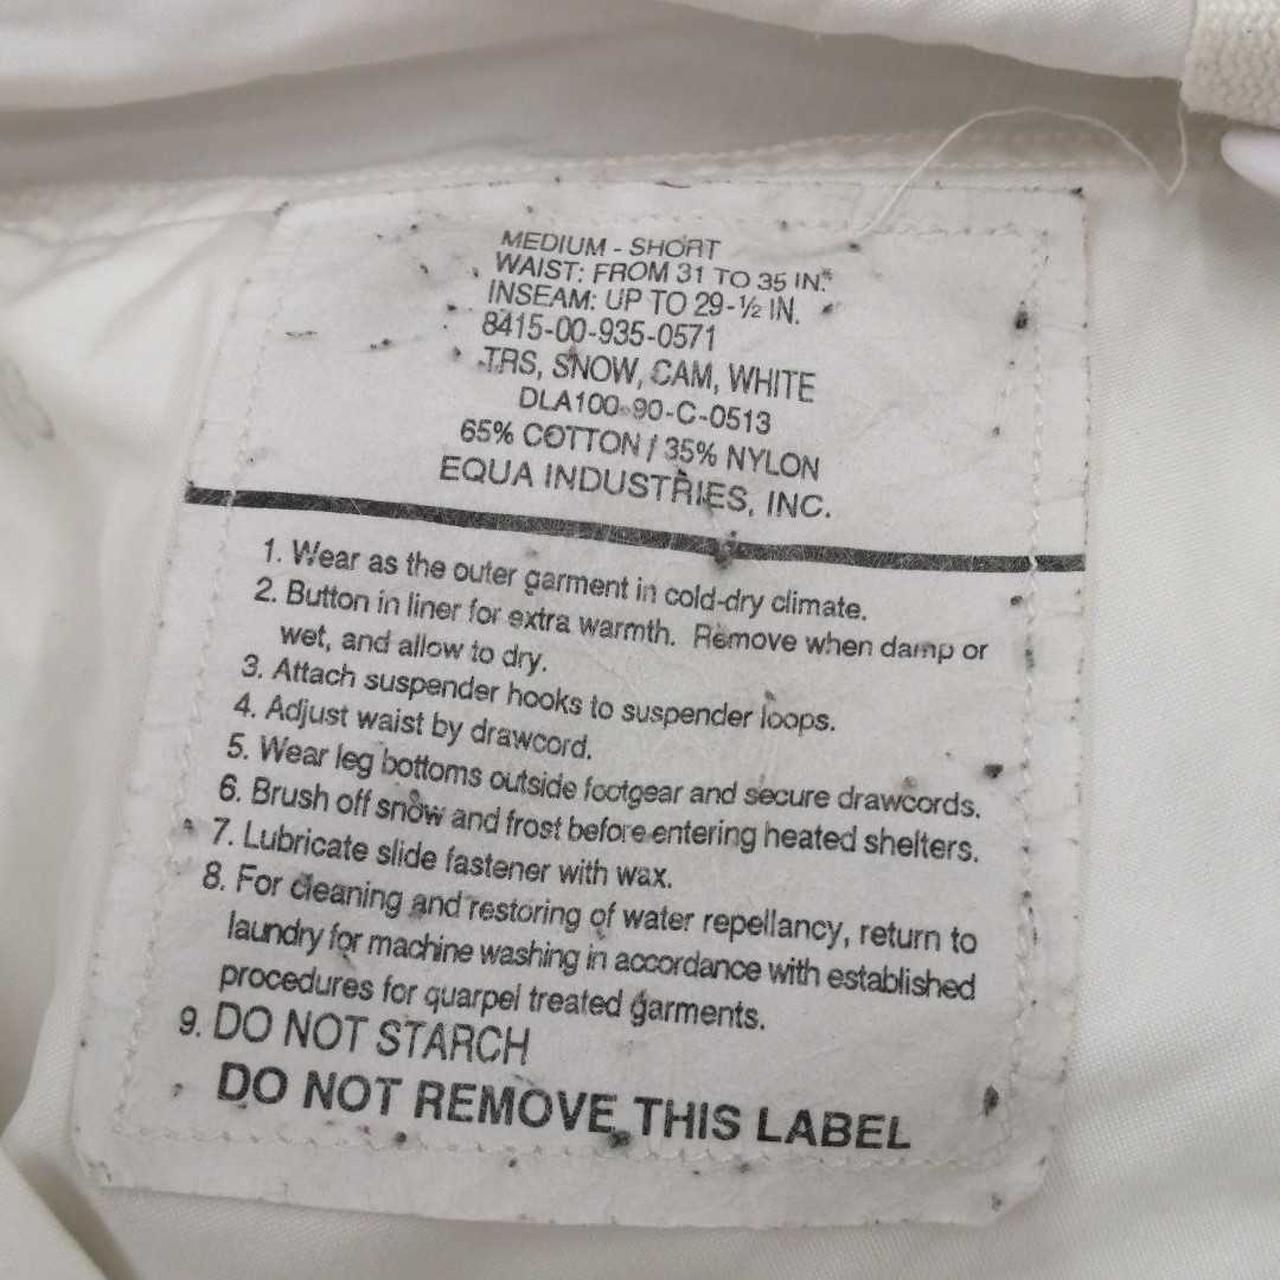 MEDIUM - SHORT
WAIST: FROM 31 TO 35 IN.
INSEAM: UP TO 29-½ IN.
8415-00-935-0571
TRS, SNOW, CAM, WHITE
DLA100-90-C-0513
65% COTTON / 35% NYLON
EQUA INDUSTRIES, INC.
1. Wear as the outer garment in cold-dry climate.
2. Button in liner for extra warmth. Remove when damp or
wet, and allow to dry.
3. Attach suspender hooks to suspender loops.
4. Adjust waist by drawcord.
5. Wear leg bottoms outside footgear and secure drawcords.
6. Brush off snow and frost before entering heated shelters.
7. Lubricate slide fastener with wax.
8. For cleaning and restoring of water repellancy, return to
laundry for machine washing in accordance with established
procedures for quarpel treated garments.
9. DO NOT STARCH
DO NOT REMOVE THIS LABEL